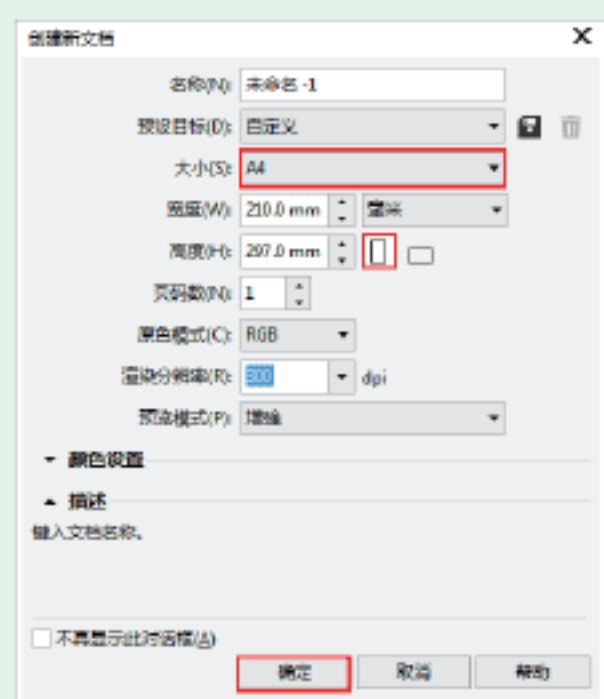 创建新文档
名称(N): 未命名 -1
预设目标(D): 自定义
大小(S): A4
宽度(W): 210.0 mm 毫米
高度(H): 297.0 mm
页码数(N): 1
原色模式(C): RGB
渲染分辨率(R): 300 dpi
预览模式(P): 增强
颜色设置
描述
键入文档名称。
不再显示此对话框(A)
确定 取消 帮助